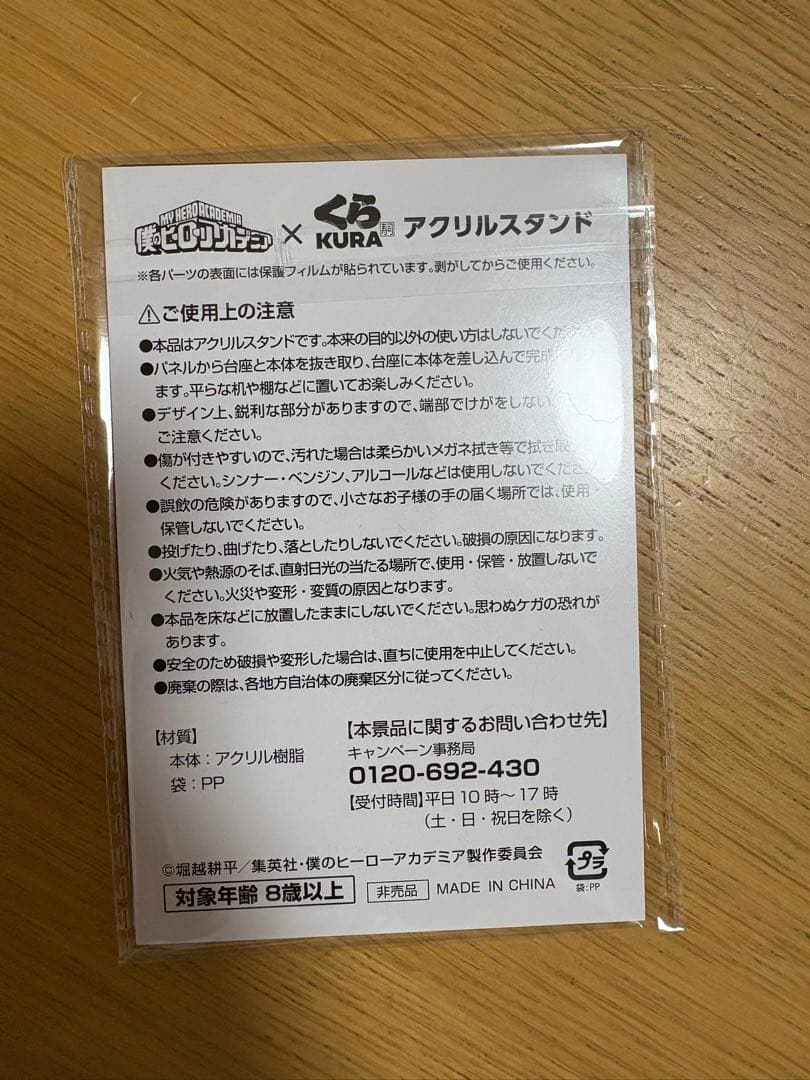 MY HERO ACADEMIA
僕のヒーローアカデミア × くら KURA アクリルスタンド
※各パーツの表面には保護フィルムが貼られています。剥がしてからご使用ください。
⚠ご使用上の注意
●本品はアクリルスタンドです。本来の目的以外の使い方はしないでくだ
●パネルから台座と本体を抜き取り、台座に本体を差し込んで完成
ます。平らな机や棚などに置いてお楽しみください。
●デザイン上、鋭利な部分がありますので、端部でけがをしない
ご注意ください。
●傷が付きやすいので、汚れた場合は柔らかいメガネ拭き等で拭き取
ください。シンナー・ベンジン、アルコールなどは使用しないでくださ
●誤飲の危険がありますので、小さなお子様の手の届く場所では、使用・
保管しないでください。
●投げたり、曲げたり、落としたりしないでください。破損の原因になります。
●火気や熱源のそば、直射日光の当たる場所で、使用・保管・放置しないで
ください。火災や変形・変質の原因となります。
●本品を床などに放置したままにしないでください。思わぬケガの恐れが
あります。
●安全のため破損や変形した場合は、直ちに使用を中止してください。
●廃棄の際は、各地方自治体の廃棄区分に従ってください。
【材質】
本体：アクリル樹脂
袋：PP
【本景品に関するお問い合わせ先】
キャンペーン事務局
0120-692-430
【受付時間】平日10時～17時
（土・日・祝日を除く）
©堀越耕平／集英社・僕のヒーローアカデミア製作委員会
対象年齢 8歳以上 非売品 MADE IN CHINA
プラ
袋:PP